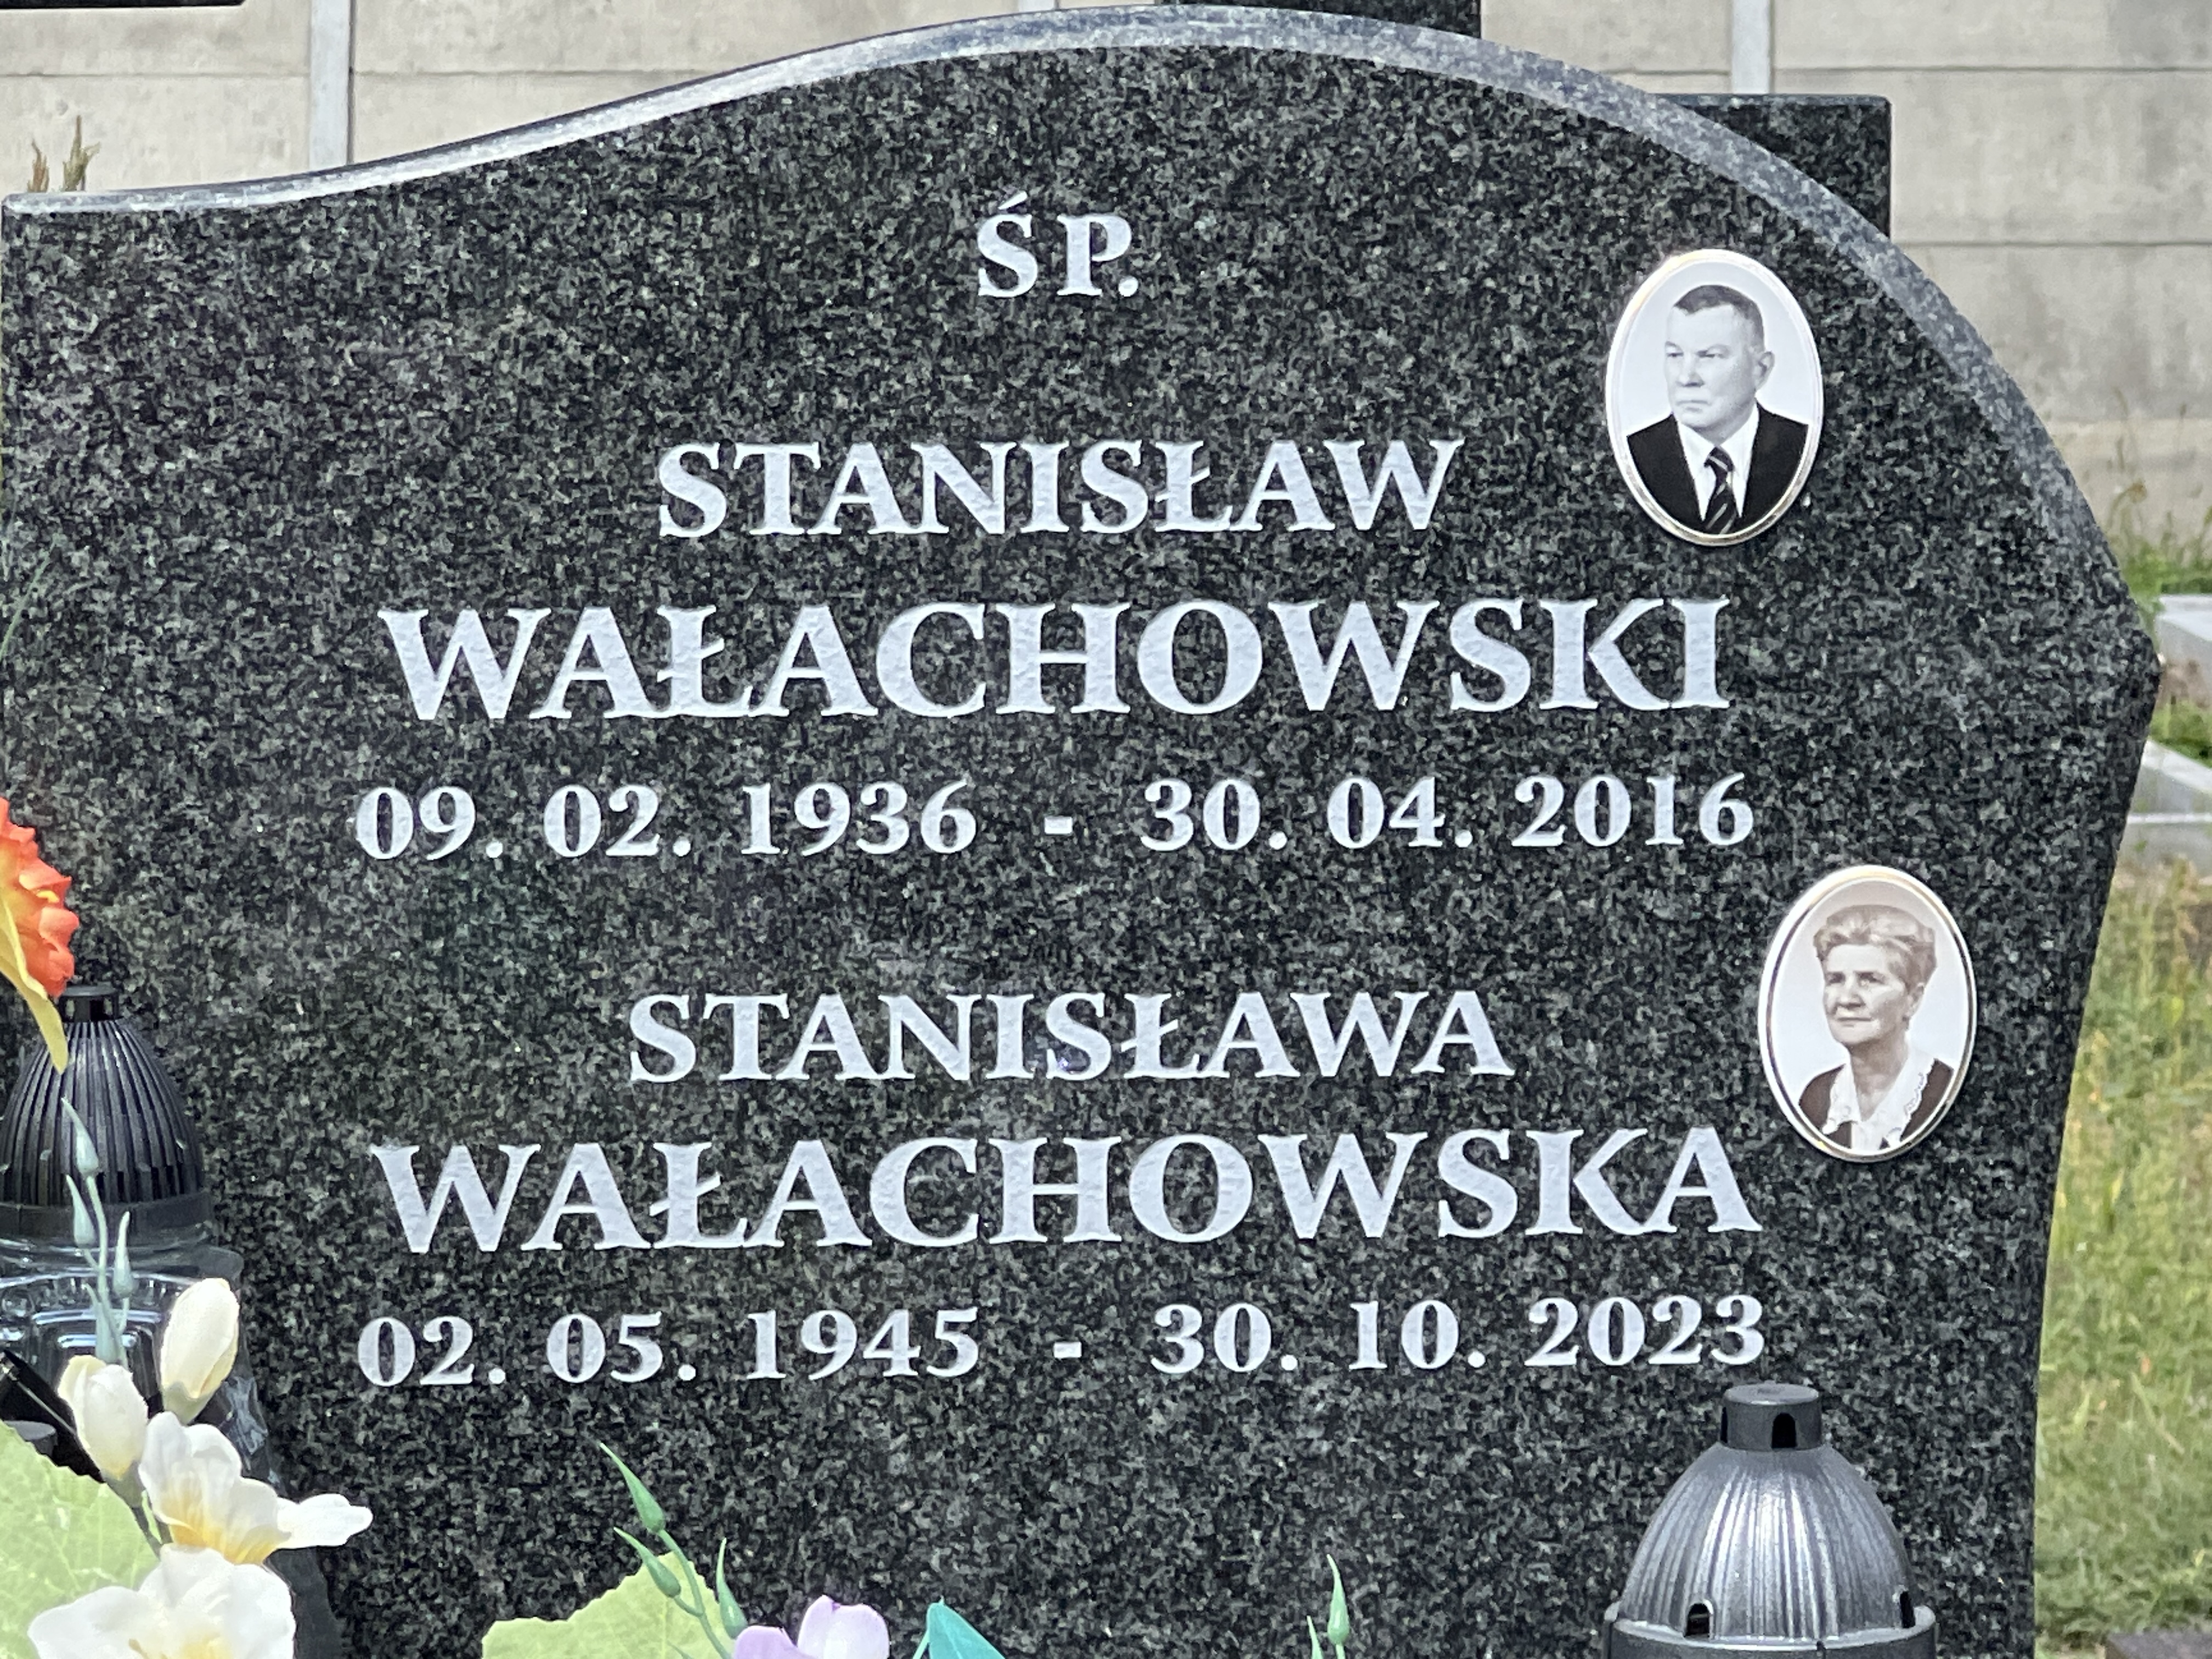 ŚP.
STANISŁAW
WAŁACHOWSKI
09. 02. 1936 - 30. 04. 2016
STANISŁAWA
WAŁACHOWSKA
02. 05. 1945 - 30. 10. 2023